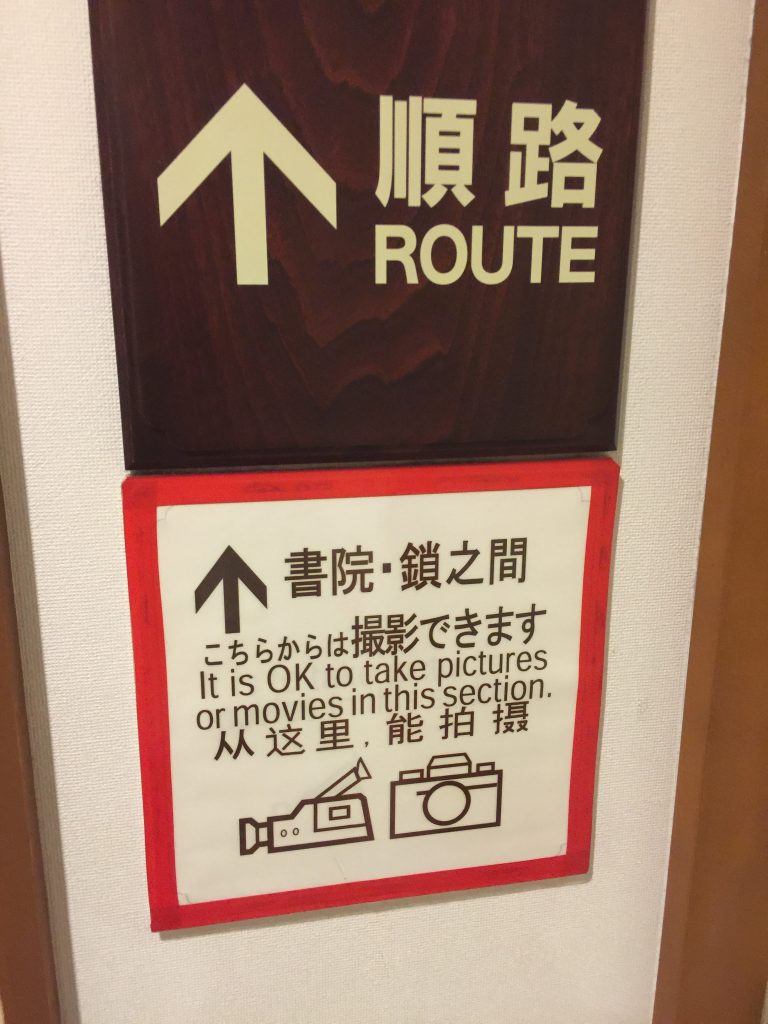 順路
ROUTE
書院・鎖之間
こちらからは撮影できます
It is OK to take pictures
or movies in this section.
从这里,能拍摄